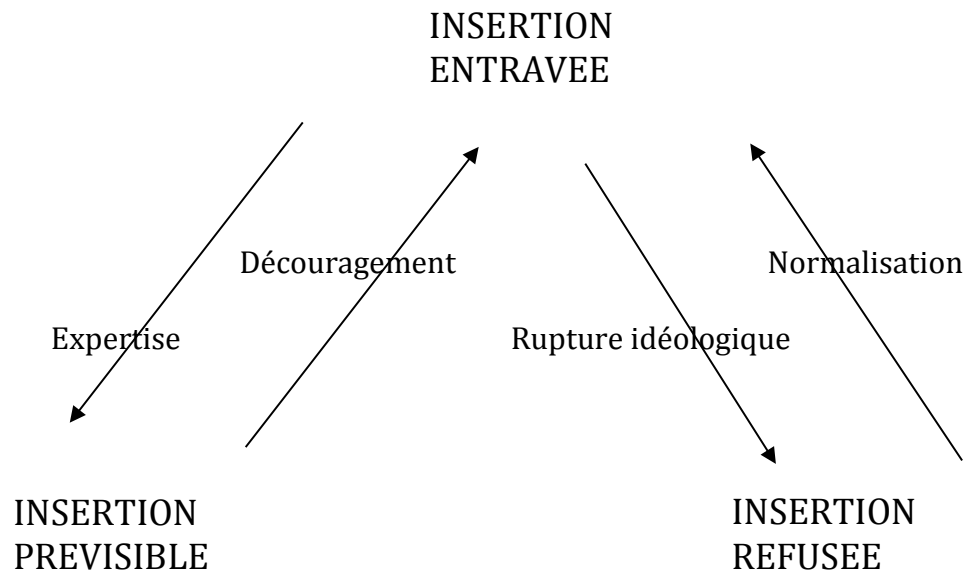 INSERTION
ENTRAVEE
Découragement
Normalisation
Expertise
Rupture idéologique
INSERTION
PREVISIBLE
INSERTION
REFUSEE